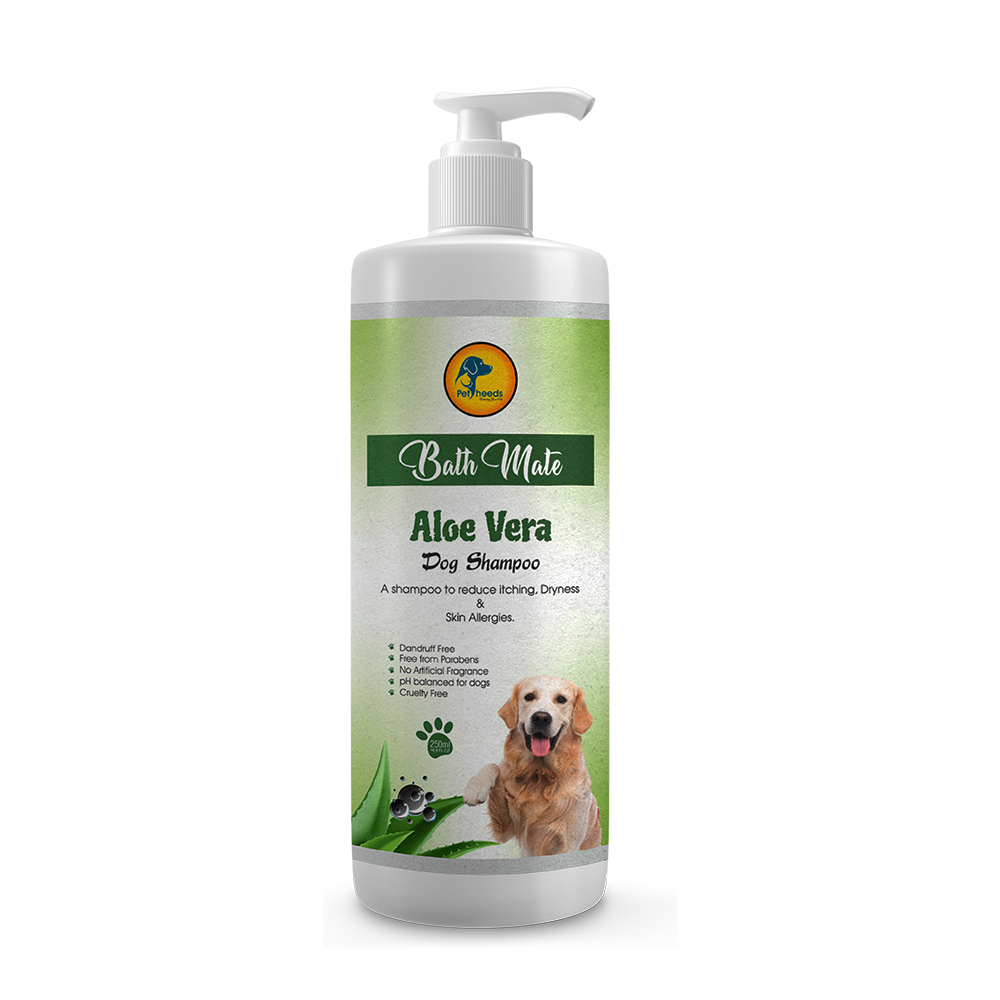 Pet needs
Bath Mate
Aloe Vera
Dog Shampoo
A shampoo to reduce itching, Dryness
&
Skin Allergies.
Dandruff Free
Free from Parabens
No Artificial Fragrance
pH balanced for dogs
Cruelty Free
250ml